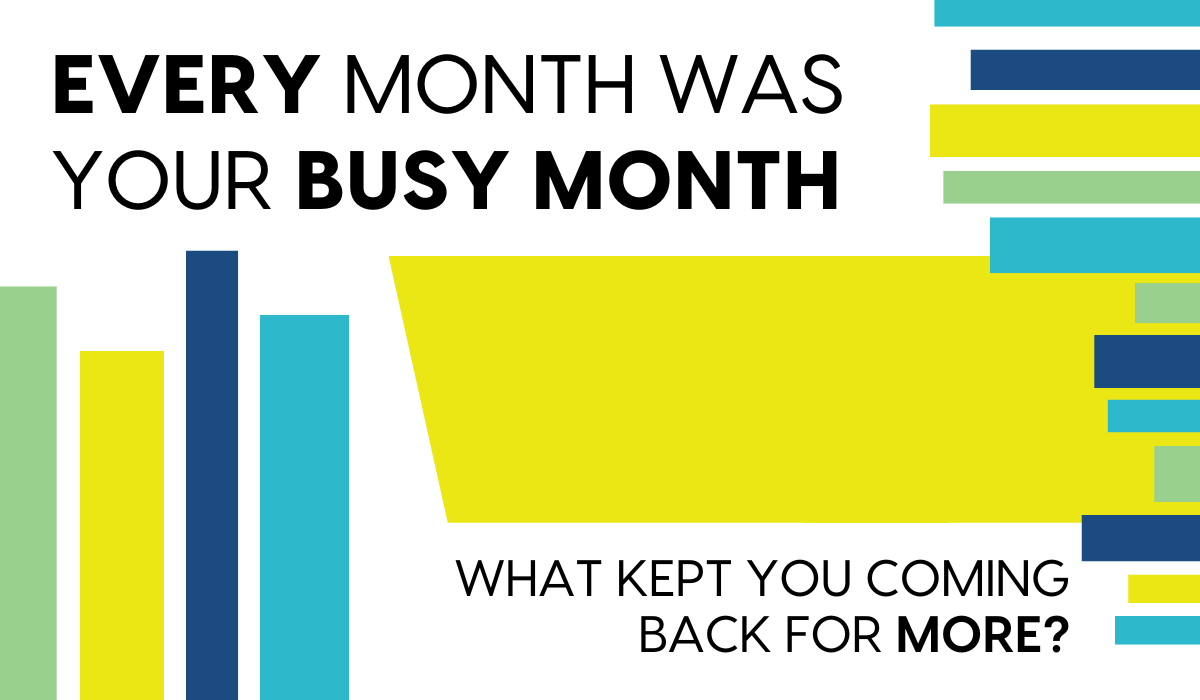 EVERY MONTH WAS
YOUR BUSY MONTH
WHAT KEPT YOU COMING
BACK FOR MORE?